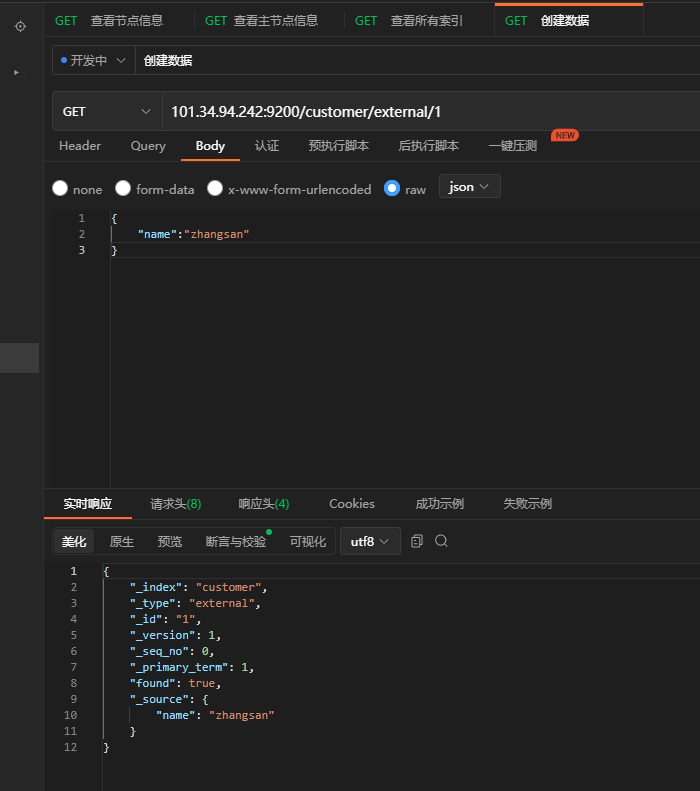 GET 查看节点信息 GET 查看主节点信息 GET 查看所有索引 GET 创建数据
开发中 创建数据
GET 101.34.94.242:9200/customer/external/1
Header Query Body 认证 预执行脚本 后执行脚本 一键压测 NEW
none form-data x-www-form-urlencoded raw json
1 {
2 "name":"zhangsan"
3 }
实时响应 请求头(8) 响应头(4) Cookies 成功示例 失败示例
美化 原生 预览 断言与校验 可视化 utf8
1 {
2 "_index": "customer",
3 "_type": "external",
4 "_id": "1",
5 "_version": 1,
6 "_seq_no": 0,
7 "_primary_term": 1,
8 "found": true,
9 "_source": {
10 "name": "zhangsan"
11 }
12 }